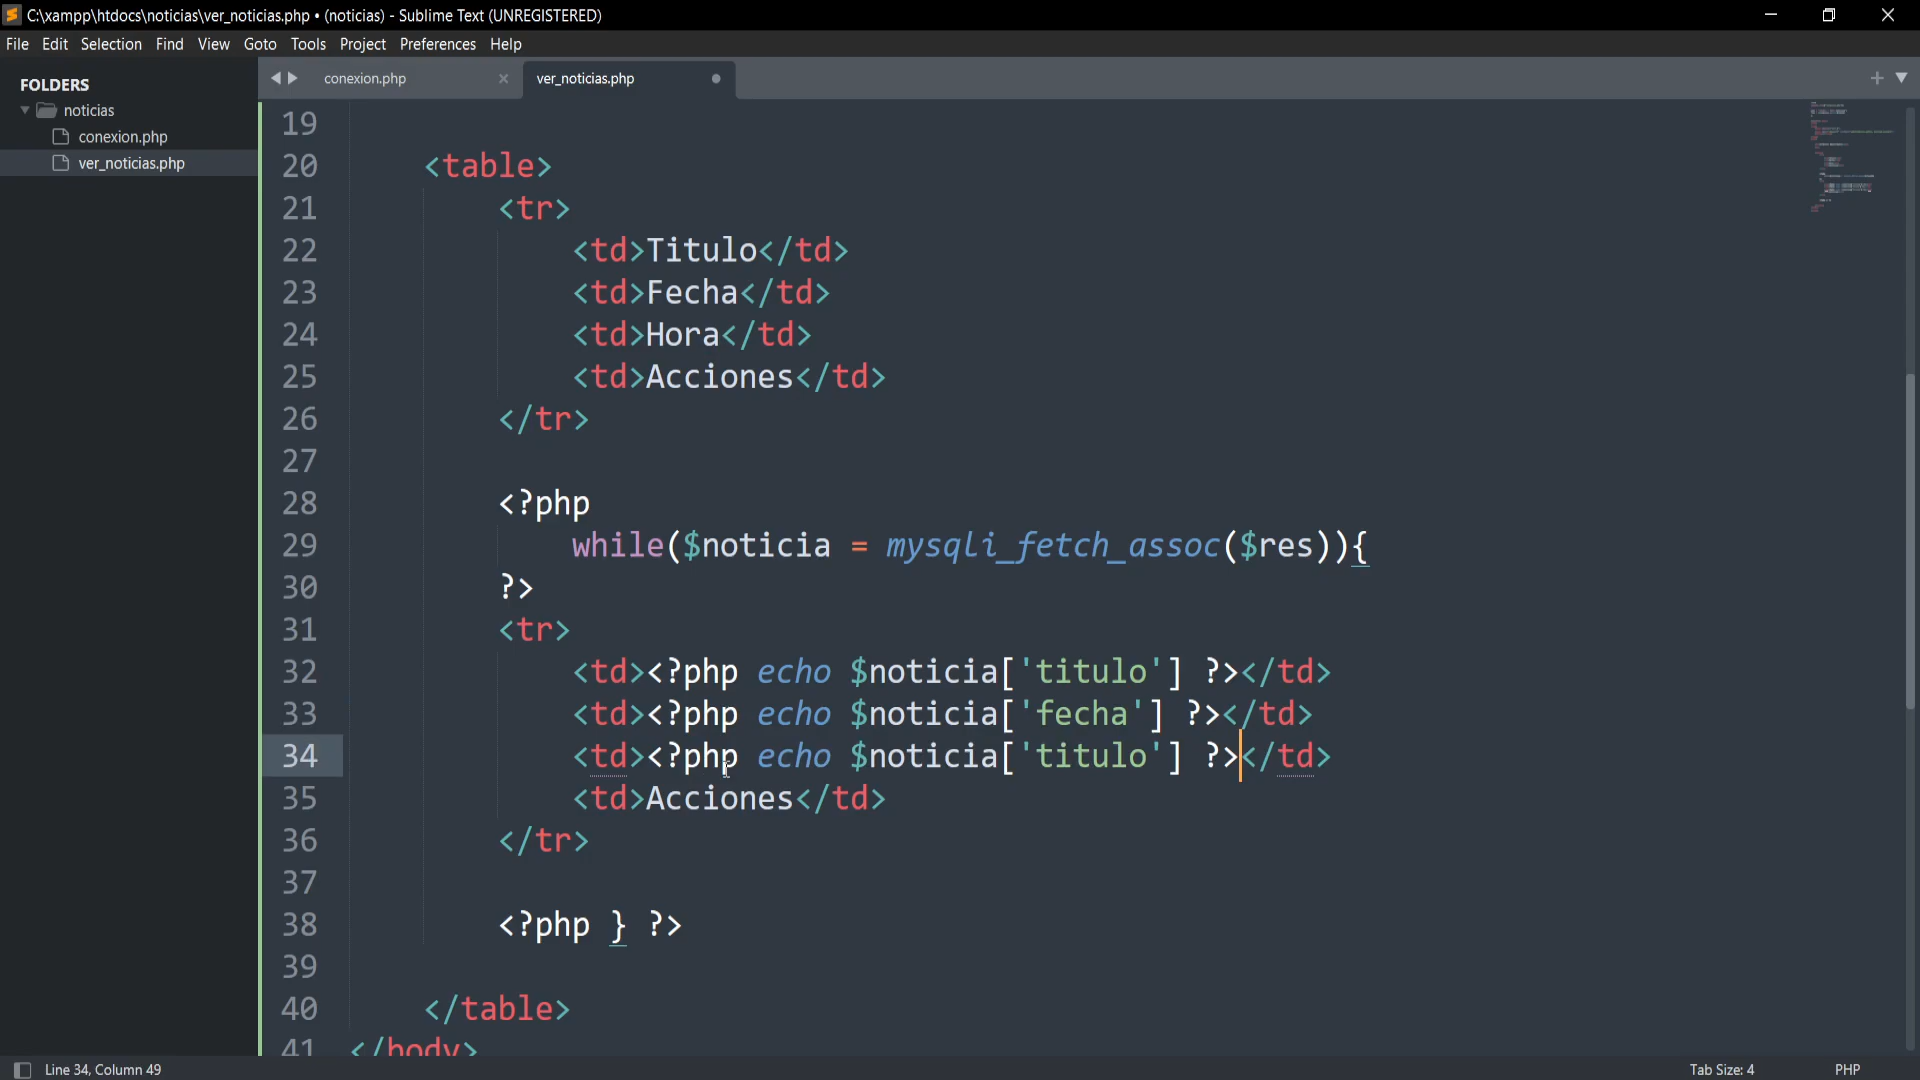 C:\xampp\htdocs\noticias\ver_noticias.php • (noticias) - Sublime Text (UNREGISTERED)
File Edit Selection Find View Goto Tools Project Preferences Help
FOLDERS
noticias
conexion.php
ver_noticias.php
conexion.php ver_noticias.php
19
20 <table>
21 <tr>
22 <td>Titulo</td>
23 <td>Fecha</td>
24 <td>Hora</td>
25 <td>Acciones</td>
26 </tr>
27
28 <?php
29 while($noticia = mysqli_fetch_assoc($res)){
30 ?>
31 <tr>
32 <td><?php echo $noticia['titulo'] ?></td>
33 <td><?php echo $noticia['fecha'] ?></td>
34 <td><?php echo $noticia['titulo'] ?></td>
35 <td>Acciones</td>
36 </tr>
37
38 <?php } ?>
39
40 </table>
41 </body>
Line 34, Column 49 Tab Size: 4 PHP